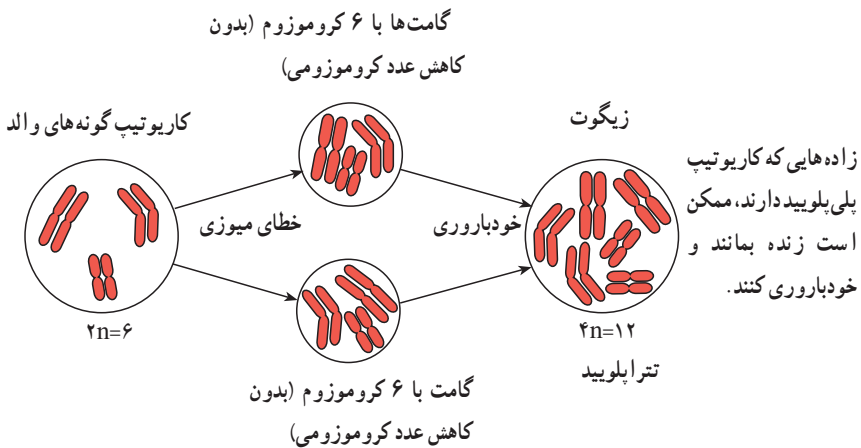 گامت‌ها با ۶ کروموزوم (بدون
کاهش عدد کروموزومی)
کاریوتیپ گونه‌های والد
زیگوت
زاده‌هایی که کاریوتیپ
پلی‌پلویید دارند، ممکن
است زنده بمانند و
خودباروری کنند.
خطای میوزی
خودباروری
۲n=۶
۴n=۱۲
تتراپلویید
گامت با ۶ کروموزوم (بدون
کاهش عدد کروموزومی)